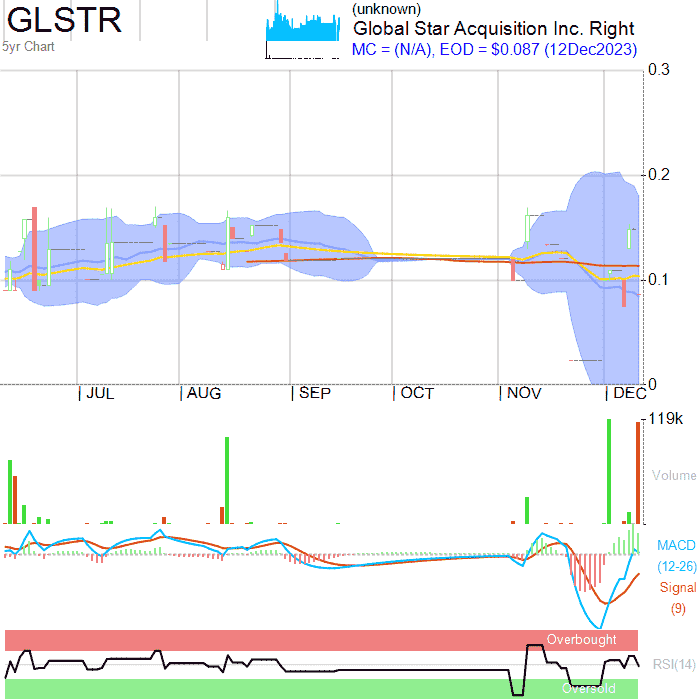 GLSTR
5yr Chart
(unknown)
Global Star Acquisition Inc. Right
MC = (N/A), EOD = $0.087 (12Dec2023)
0.3
0.2
0.1
0
JUL
AUG
SEP
OCT
NOV
DEC
119k
Volume
MACD
(12-26)
Signal
(9)
Overbought
RSI(14)
Oversold